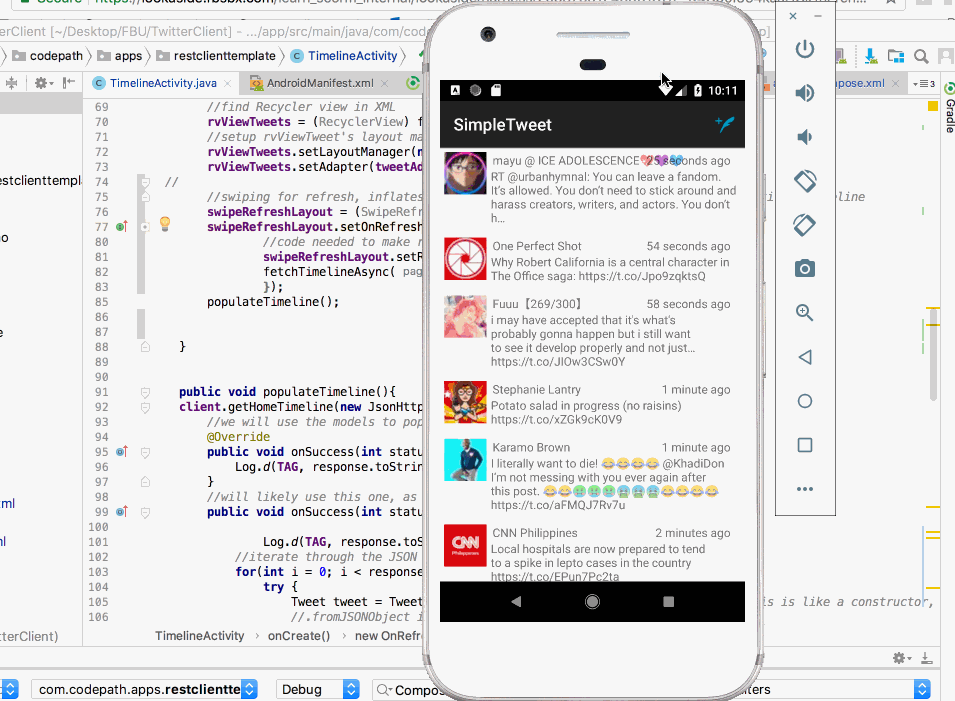 terClient [~/Desktop/FBU/TwitterClient] - .../app/src/main/java/com/cod
codepath apps restclienttemplate TimelineActivity
TimelineActivity.java AndroidManifest.xml pose.xml 3
Gradle
69 //find Recycler view in XML
70 rvViewTweets = (RecyclerView) f
71 //setup rvViewTweet's layout ma
72 rvViewTweets.setLayoutManager(
73 rvViewTweets.setAdapter(tweetAd
74 //
75 //swiping for refresh, inflates
76 swipeRefreshLayout = (SwipeRefr
77 swipeRefreshLayout.setOnRefresh
80 //code needed to make r
81 swipeRefreshLayout.setR
82 fetchTimelineAsync( pag
83 });
85 populateTimeline();
86
87
88 }
89
90
91 public void populateTimeline(){
92 client.getHomeTimeline(new JsonHttp
93 //we will use the models to pop
94 @Override
95 public void onSuccess(int statu
96 Log.d(TAG, response.toStrin
97 }
98 //will likely use this one, as
99 public void onSuccess(int statu
100
101 Log.d(TAG, response.toS
102 //iterate through the JSON
103 for(int i = 0; i < response
104 try {
105 Tweet tweet = Tweet
106 //.fromJSONObject i
estclienttempla
meline
is is like a constructor,
TimelineActivity › onCreate() › new OnRefr
tterClient)
com.codepath.apps.restclientte Debug Compos
10:11
SimpleTweet
mayu @ ICE ADOLESCENCE💖💜💙 25 seconds ago
RT @urbanhymnal: You can leave a fandom.
It's allowed. You don't need to stick around and
harass creators, writers, and actors. You don't
h…
One Perfect Shot 54 seconds ago
Why Robert California is a central character in
The Office saga: https://t.co/Jpo9zqktsQ
Fuuu【269/300】 58 seconds ago
i may have accepted that it's what's
probably gonna happen but i still want
to see it develop properly and not just…
https://t.co/JIOw3CSw0Y
Stephanie Lantry 1 minute ago
Potato salad in progress (no raisins)
https://t.co/xZGk9cK0V9
Karamo Brown 1 minute ago
I literally want to die! 😂😂😂😂 @KhadiDon
I'm not messing with you ever again after
this post. 😂😂🤢🤢🤢🤢🤢🤢😂😂😂😂
https://t.co/aFMQJ7Rv7u
CNN Philippines 2 minutes ago
CNN
Philippines
Local hospitals are now prepared to tend
to a spike in lepto cases in the country
https://t.co/EPun7Pc2ta